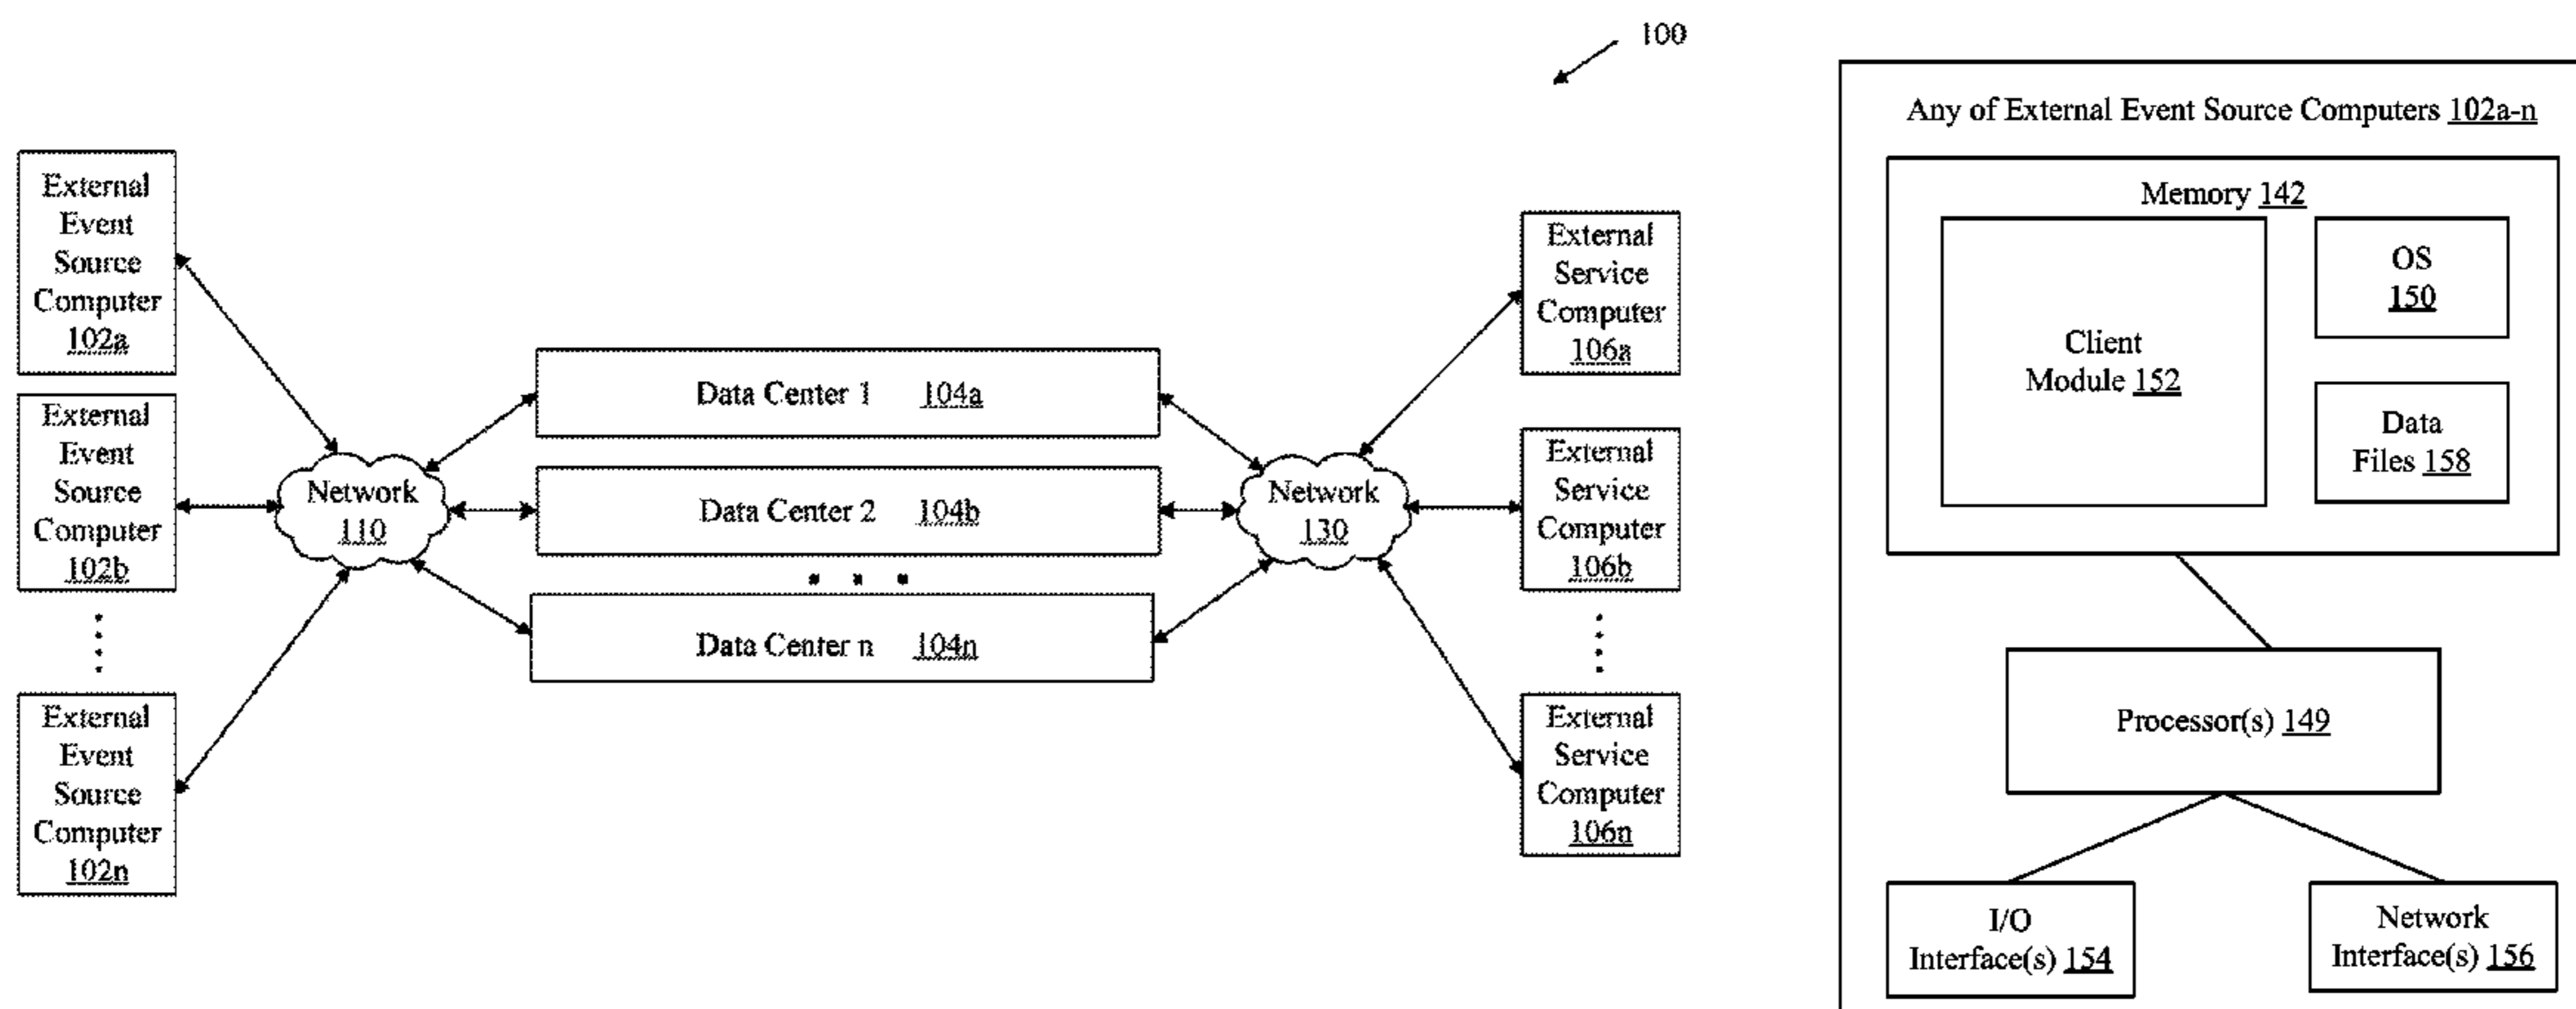 100
External
Event
Source
Computer
102a
External
Event
Source
Computer
102b
External
Event
Source
Computer
102n
Network
110
Data Center 1 104a
Data Center 2 104b
Data Center n 104n
Network
130
External
Service
Computer
106a
External
Service
Computer
106b
External
Service
Computer
106n
Any of External Event Source Computers 102a-n
Memory 142
Client
Module 152
OS
150
Data
Files 158
Processor(s) 149
I/O
Interface(s) 154
Network
Interface(s) 156